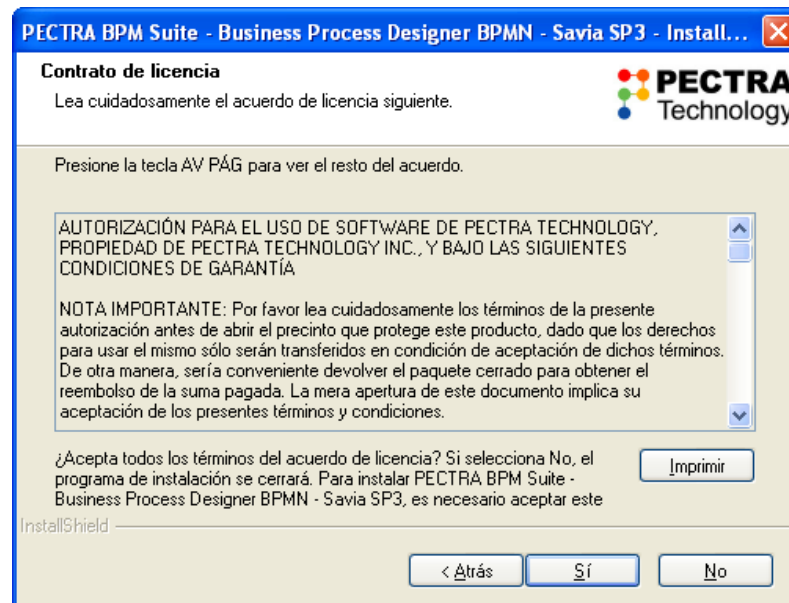 PECTRA BPM Suite - Business Process Designer BPMN - Savia SP3 - Install...
Contrato de licencia
Lea cuidadosamente el acuerdo de licencia siguiente.
PECTRA
Technology
Presione la tecla AV PÁG para ver el resto del acuerdo.
AUTORIZACIÓN PARA EL USO DE SOFTWARE DE PECTRA TECHNOLOGY,
PROPIEDAD DE PECTRA TECHNOLOGY INC., Y BAJO LAS SIGUIENTES
CONDICIONES DE GARANTÍA
NOTA IMPORTANTE: Por favor lea cuidadosamente los términos de la presente
autorización antes de abrir el precinto que protege este producto, dado que los derechos
para usar el mismo sólo serán transferidos en condición de aceptación de dichos términos.
De otra manera, sería conveniente devolver el paquete cerrado para obtener el
reembolso de la suma pagada. La mera apertura de este documento implica su
aceptación de los presentes términos y condiciones.
¿Acepta todos los términos del acuerdo de licencia? Si selecciona No, el
programa de instalación se cerrará. Para instalar PECTRA BPM Suite -
Business Process Designer BPMN - Savia SP3, es necesario aceptar este
Imprimir
InstallShield
< Atrás
Sí
No